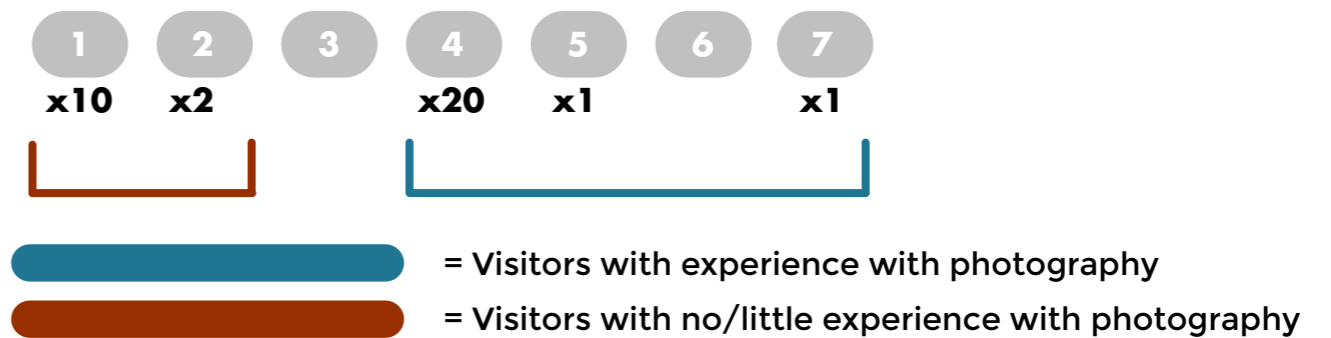 1 2 3 4 5 6 7
x10 x2 x20 x1 x1
= Visitors with experience with photography
= Visitors with no/little experience with photography